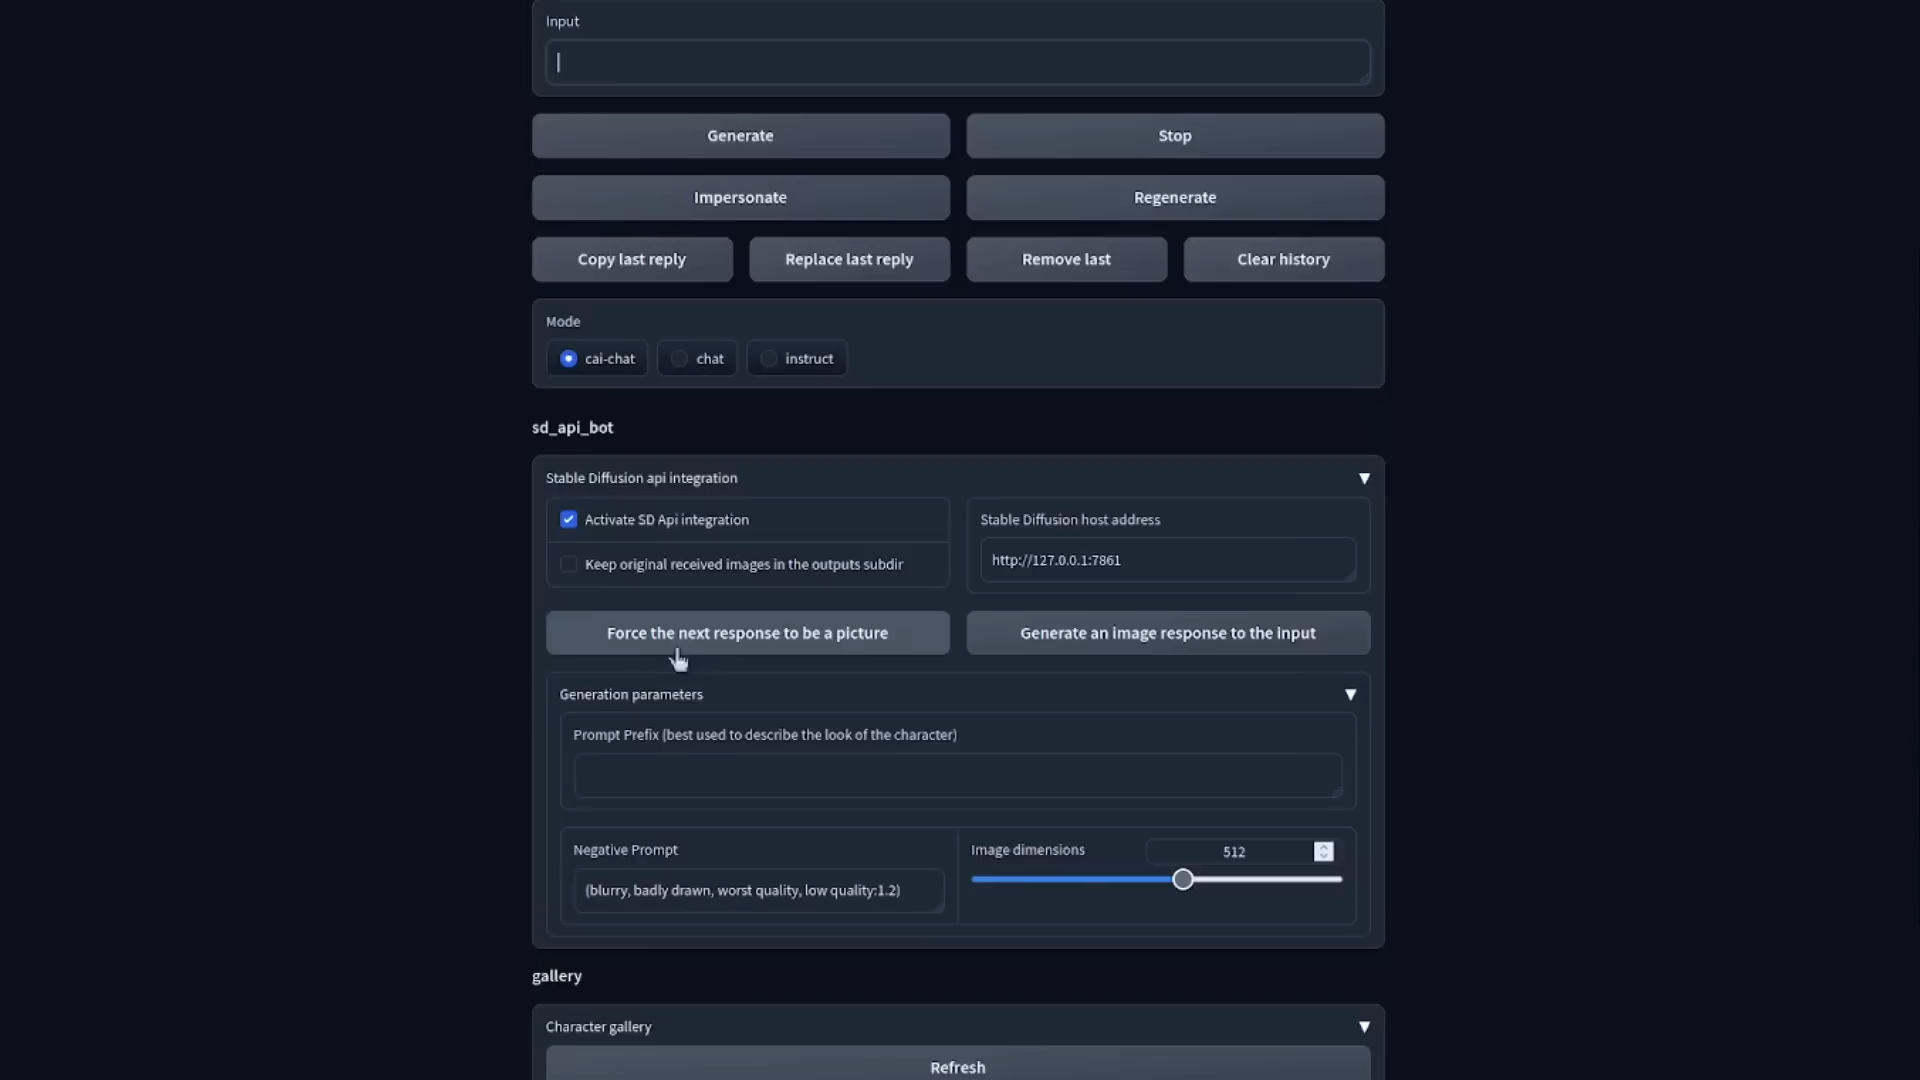 Input
Generate Stop
Impersonate Regenerate
Copy last reply Replace last reply Remove last Clear history
Mode
cai-chat chat instruct
sd_api_bot
Stable Diffusion api integration
Activate SD Api integration
Stable Diffusion host address
http://127.0.0.1:7861
Keep original received images in the outputs subdir
Force the next response to be a picture Generate an image response to the input
Generation parameters
Prompt Prefix (best used to describe the look of the character)
Negative Prompt
(blurry, badly drawn, worst quality, low quality:1.2)
Image dimensions 512
gallery
Character gallery
Refresh